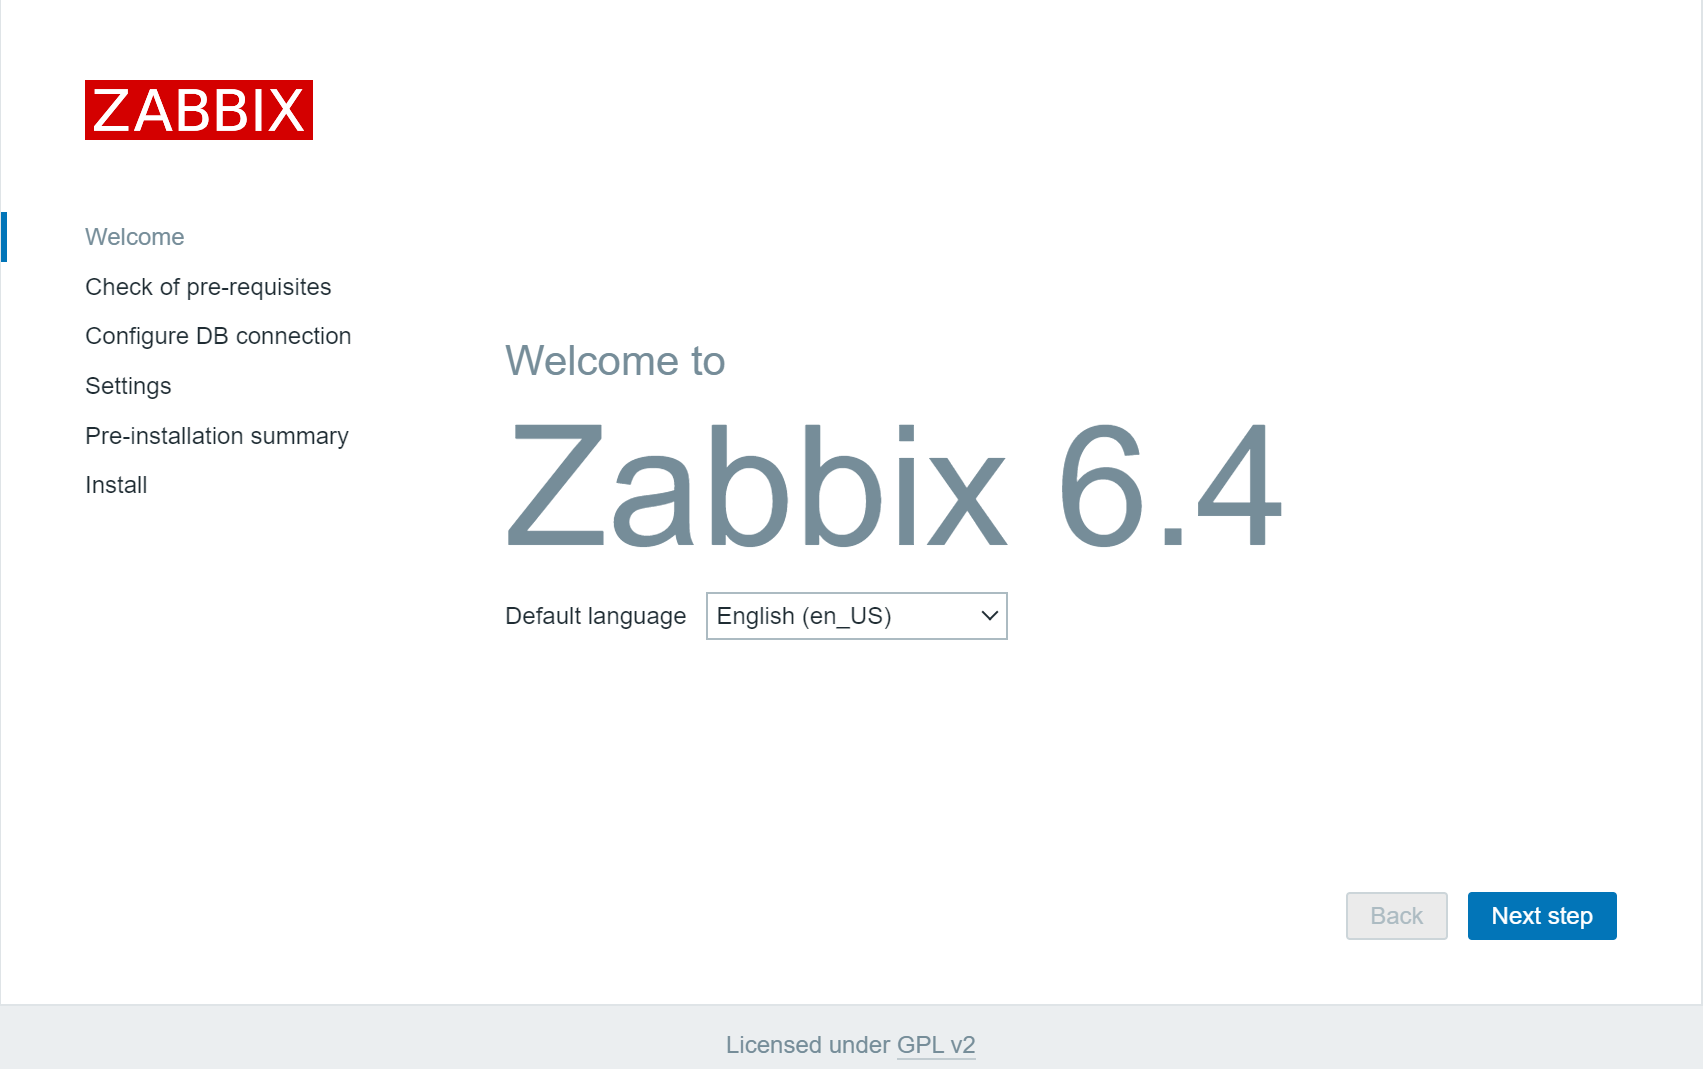 ZABBIX
Welcome
Check of pre-requisites
Configure DB connection
Settings
Pre-installation summary
Install
Welcome to
Zabbix 6.4
Default language English (en_US)
Back Next step
Licensed under GPL v2